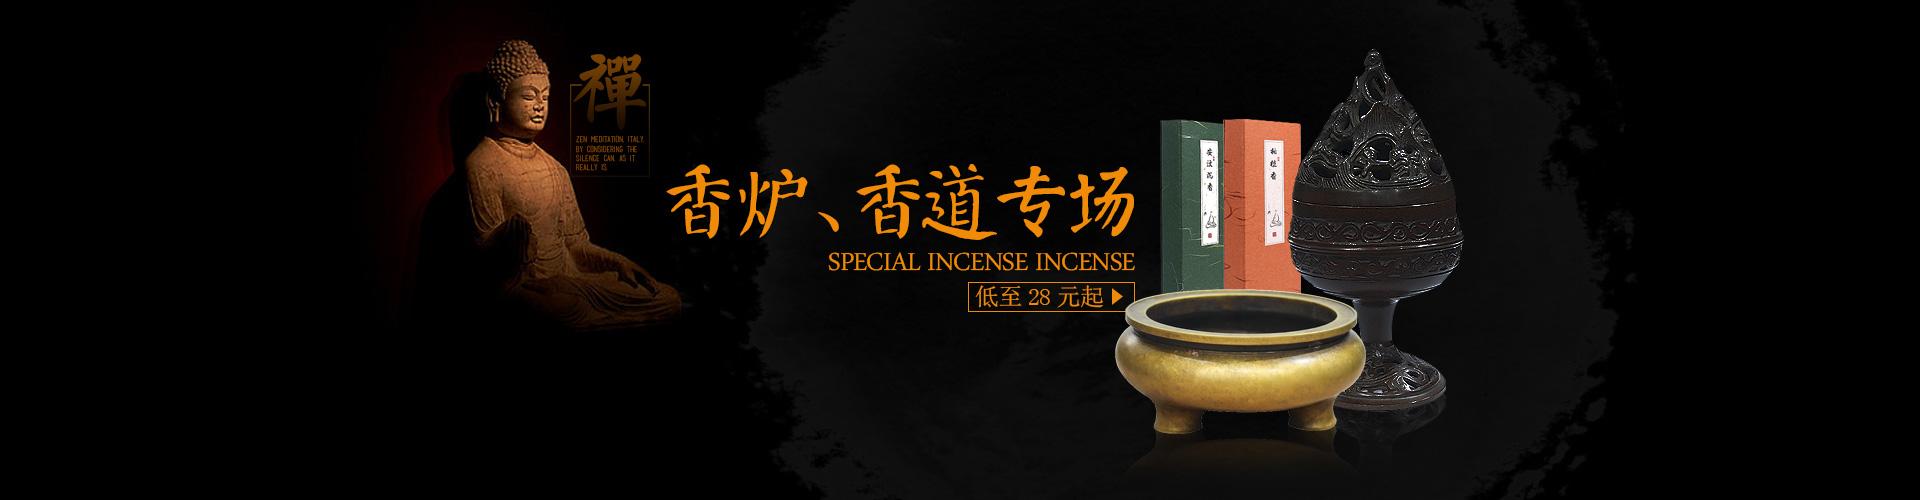 禪
ZEN MEDITATION, ITALY,
BY CONSIDERING THE
SILENCE CAN, AS IT
REALLY IS
香炉、香道专场
SPECIAL INCENSE INCENSE
低至 28 元起